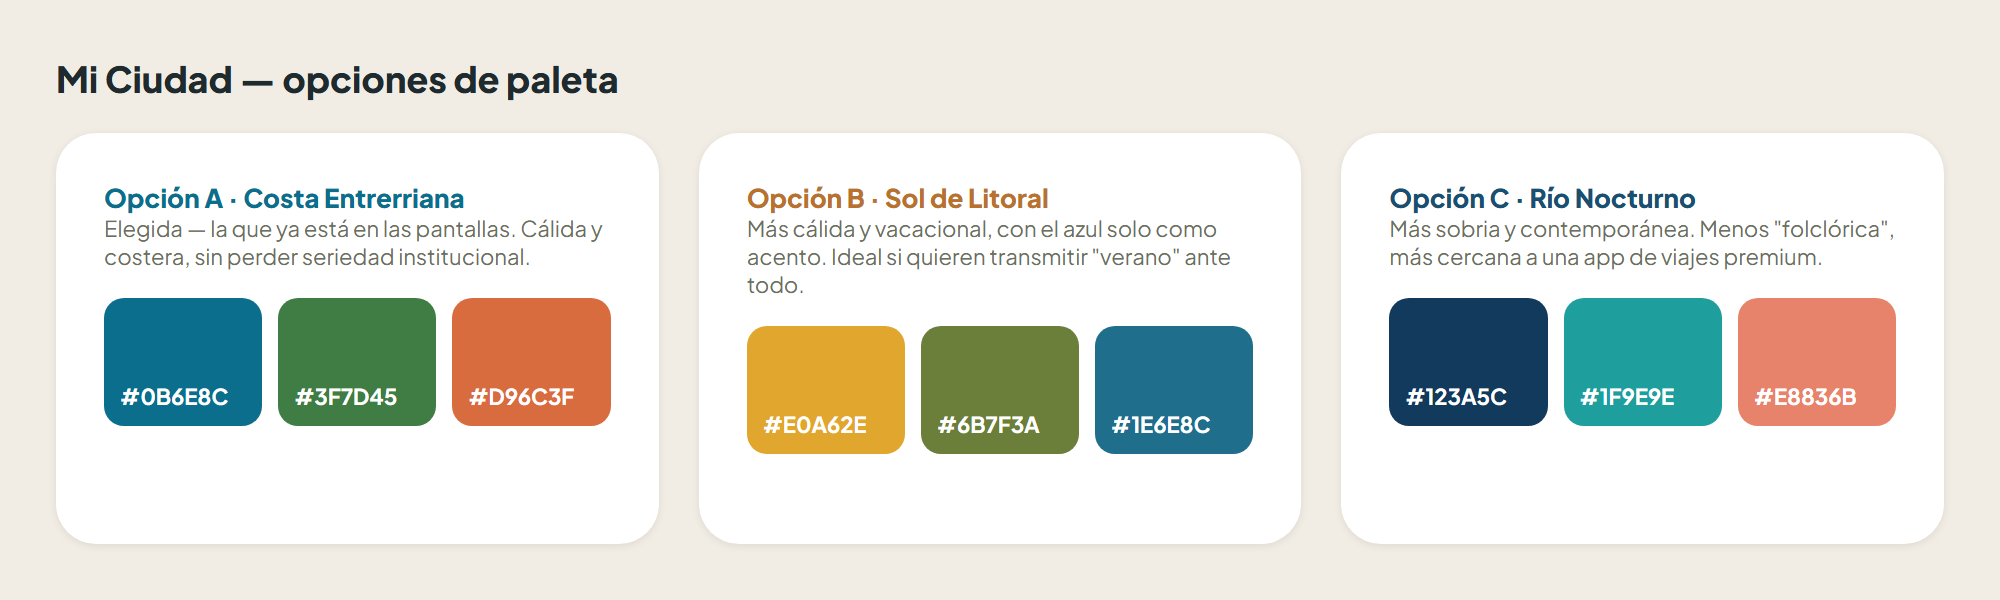 Mi Ciudad — opciones de paleta
Opción A · Costa Entrerriana
Elegida — la que ya está en las pantallas. Cálida y
costera, sin perder seriedad institucional.
#0B6E8C
#3F7D45
#D96C3F
Opción B · Sol de Litoral
Más cálida y vacacional, con el azul solo como
acento. Ideal si quieren transmitir "verano" ante
todo.
#E0A62E
#6B7F3A
#1E6E8C
Opción C · Río Nocturno
Más sobria y contemporánea. Menos "folclórica",
más cercana a una app de viajes premium.
#123A5C
#1F9E9E
#E8836B